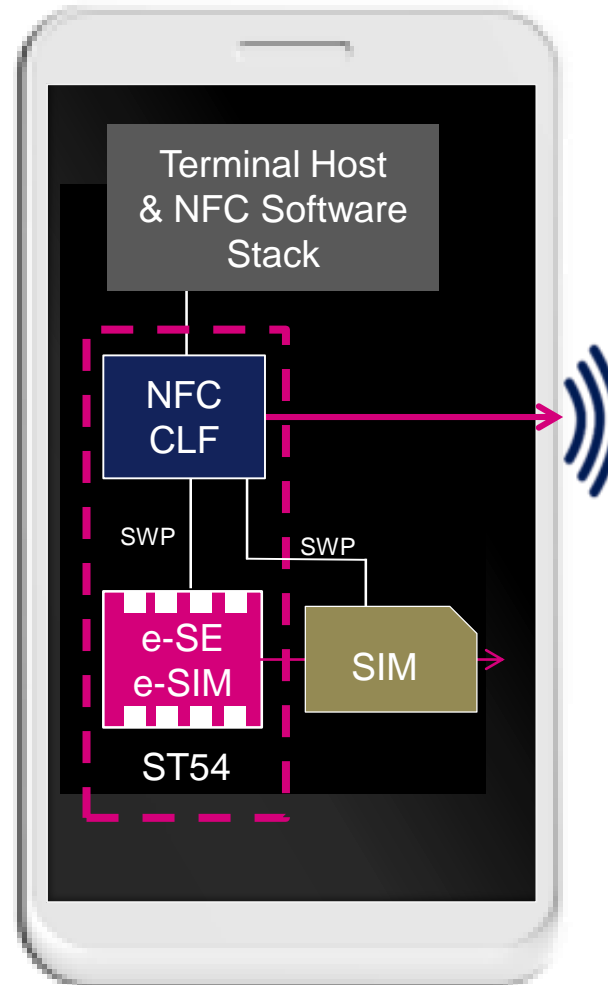 Terminal Host
& NFC Software
Stack
NFC
CLF
SWP
SWP
e-SE
e-SIM
SIM
ST54